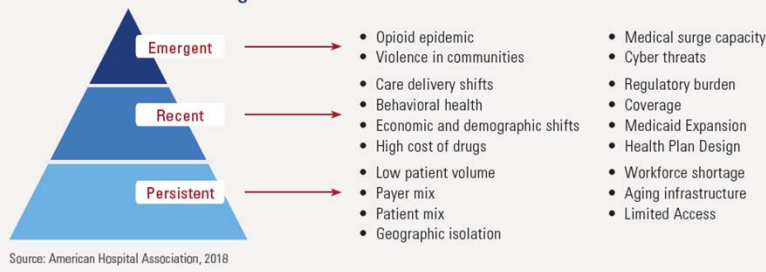 Emergent
• Opioid epidemic
• Violence in communities
• Medical surge capacity
• Cyber threats
Recent
• Care delivery shifts
• Behavioral health
• Economic and demographic shifts
• High cost of drugs
• Regulatory burden
• Coverage
• Medicaid Expansion
• Health Plan Design
Persistent
• Low patient volume
• Payer mix
• Patient mix
• Geographic isolation
• Workforce shortage
• Aging infrastructure
• Limited Access
Source: American Hospital Association, 2018